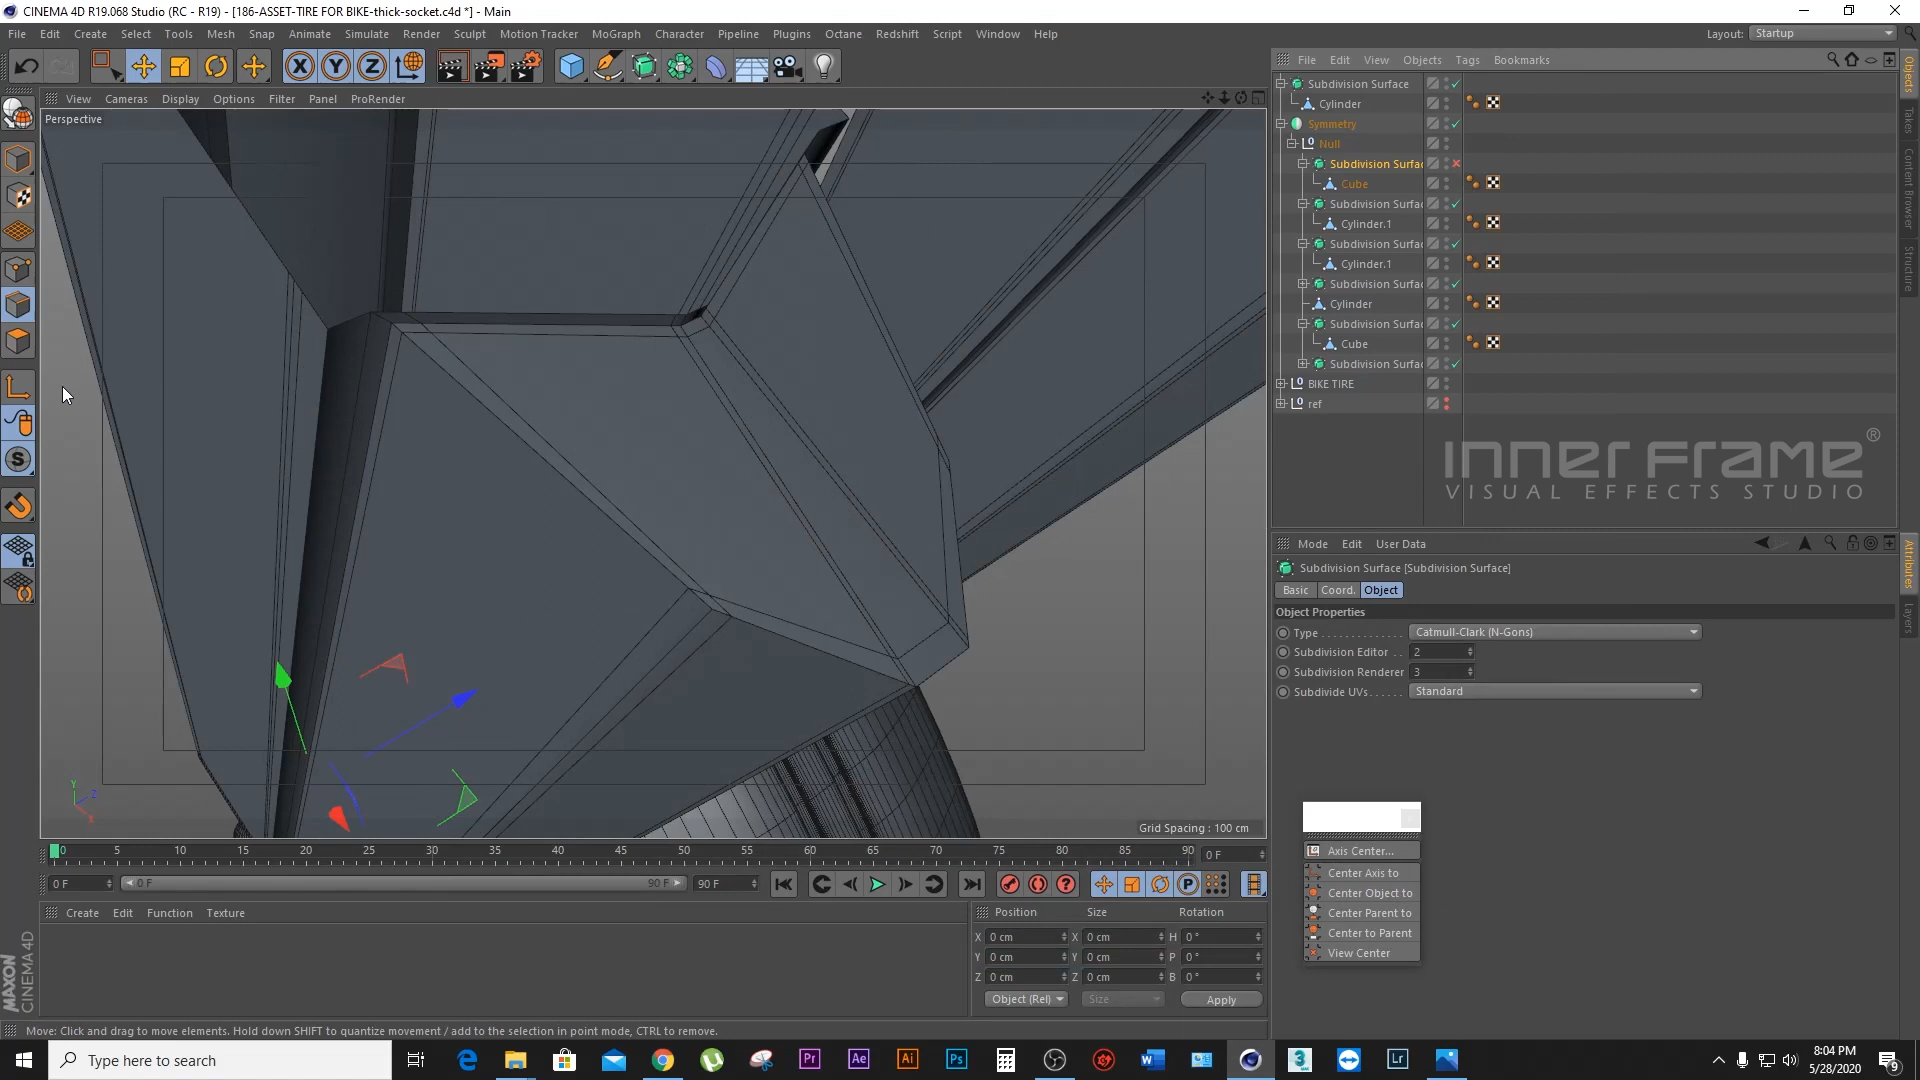 CINEMA 4D R19.068 Studio (RC - R19) - [186-ASSET-TIRE FOR BIKE-thick-socket.c4d *] - Main
File Edit Create Select Tools Mesh Snap Animate Simulate Render Sculpt Motion Tracker MoGraph Character Pipeline Plugins Octane Redshift Script Window Help Layout: Startup
View Cameras Display Options Filter Panel ProRender
Perspective
Grid Spacing : 100 cm
File Edit View Objects Tags Bookmarks
Subdivision Surface
Cylinder
Symmetry
Null
Subdivision Surfac
Cube
Subdivision Surfac
Cylinder.1
Subdivision Surfac
Cylinder.1
Subdivision Surfac
Cylinder
Subdivision Surfac
Cube
Subdivision Surfac
BIKE TIRE
ref
INNER FRAME ®
VISUAL EFFECTS STUDIO
Objects
Takes
Content Browser
Structure
Mode Edit User Data
Subdivision Surface [Subdivision Surface]
Basic Coord. Object
Object Properties
Type Catmull-Clark (N-Gons)
Subdivision Editor 2
Subdivision Renderer 3
Subdivide UVs Standard
Attributes
Layers
Axis Center...
Center Axis to
Center Object to
Center Parent to
Center to Parent
View Center
0 5 10 15 20 25 30 35 40 45 50 55 60 65 70 75 80 85 90 0 F
0 F 0 F 90 F 90 F
Create Edit Function Texture
Position Size Rotation
X 0 cm X 0 cm H 0 °
Y 0 cm Y 0 cm P 0 °
Z 0 cm Z 0 cm B 0 °
Object (Rel) Size Apply
MAXON
CINEMA 4D
Move: Click and drag to move elements. Hold down SHIFT to quantize movement / add to the selection in point mode, CTRL to remove.
Type here to search
8:04 PM
5/28/2020